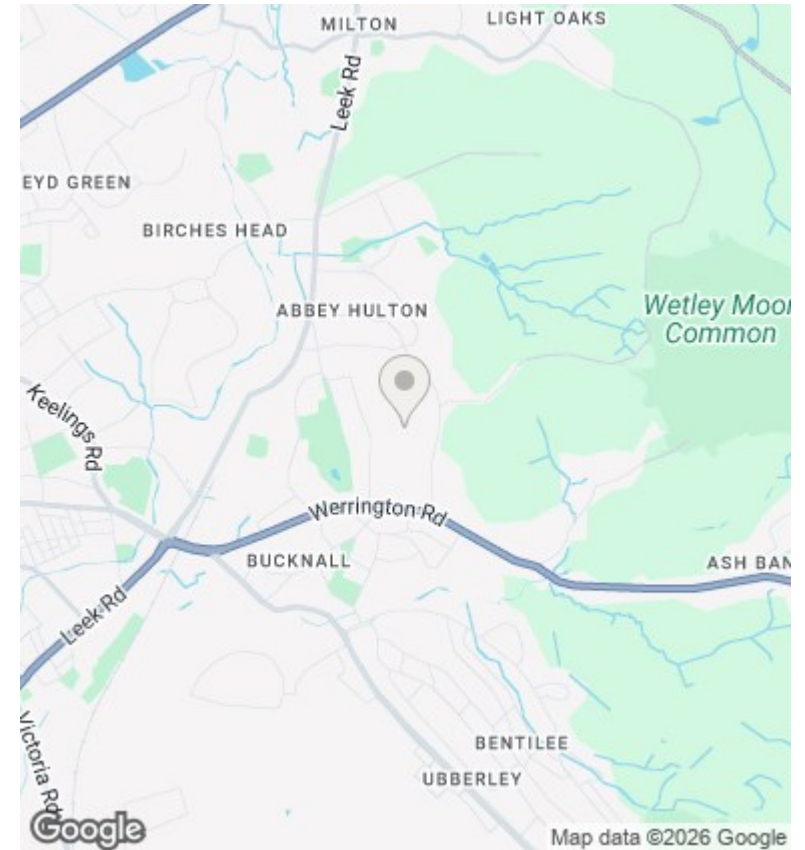 MILTON
LIGHT OAKS
Leek Rd
EYD GREEN
BIRCHES HEAD
ABBEY HULTON
Wetley Moor
Common
Keelings Rd
Werrington Rd
BUCKNALL
ASH BAN
Leek Rd
Victoria Rd
BENTILEE
UBBERLEY
Google
Map data ©2026 Google